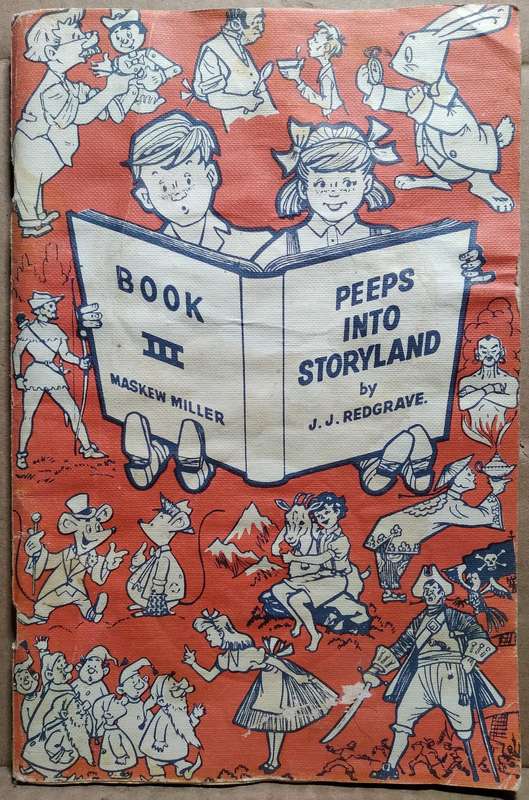 BOOK
III
MASKEW MILLER
PEEPS
INTO
STORYLAND
by
J. J. REDGRAVE.